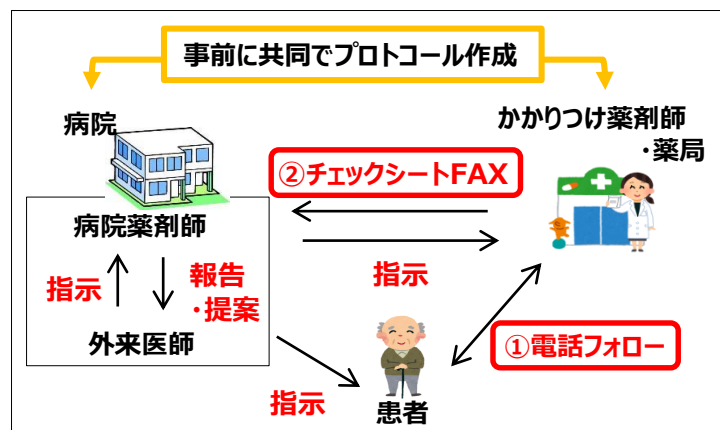 事前に共同でプロトコール作成
病院
かかりつけ薬剤師
・薬局
②チェックシートFAX
病院薬剤師
指示
報告
・提案
指示
外来医師
①電話フォロー
指示
患者